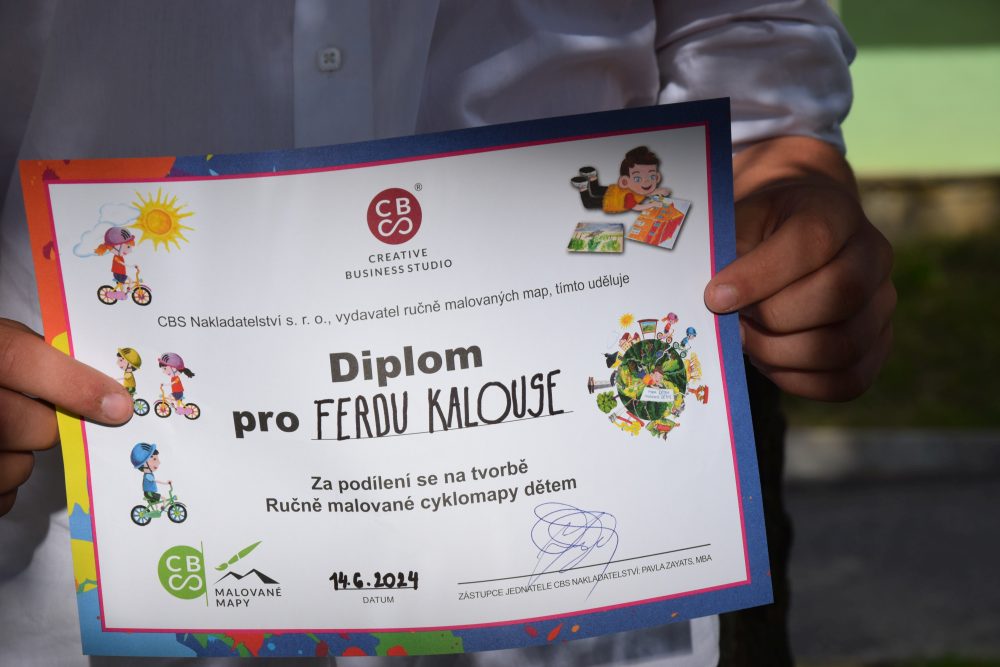 CBS
®
CREATIVE
BUSINESS STUDIO
CBS Nakladatelství s. r. o., vydavatel ručně malovaných map, tímto uděluje
Diplom
pro FERDU KALOUSE
Za podílení se na tvorbě
Ručně malované cyklomapy dětem
CBS
MALOVANÉ
MAPY
14.6.2024
DATUM
ZÁSTUPCE JEDNATELE CBS NAKLADATELSTVÍ: PAVLA ZAYATS, MBA